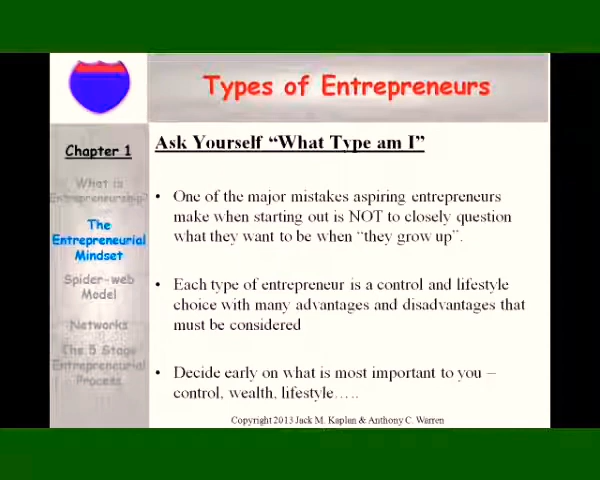 Types of Entrepreneurs
Chapter 1
What is
Entrepreneurship?
The
Entrepreneurial
Mindset
Spider-web
Model
Networks
The 5 Stage
Entrepreneurial
Process
Ask Yourself “What Type am I”
• One of the major mistakes aspiring entrepreneurs
make when starting out is NOT to closely question
what they want to be when “they grow up”.
• Each type of entrepreneur is a control and lifestyle
choice with many advantages and disadvantages that
must be considered
• Decide early on what is most important to you –
control, wealth, lifestyle…..
Copyright 2013 Jack M. Kaplan & Anthony C. Warren